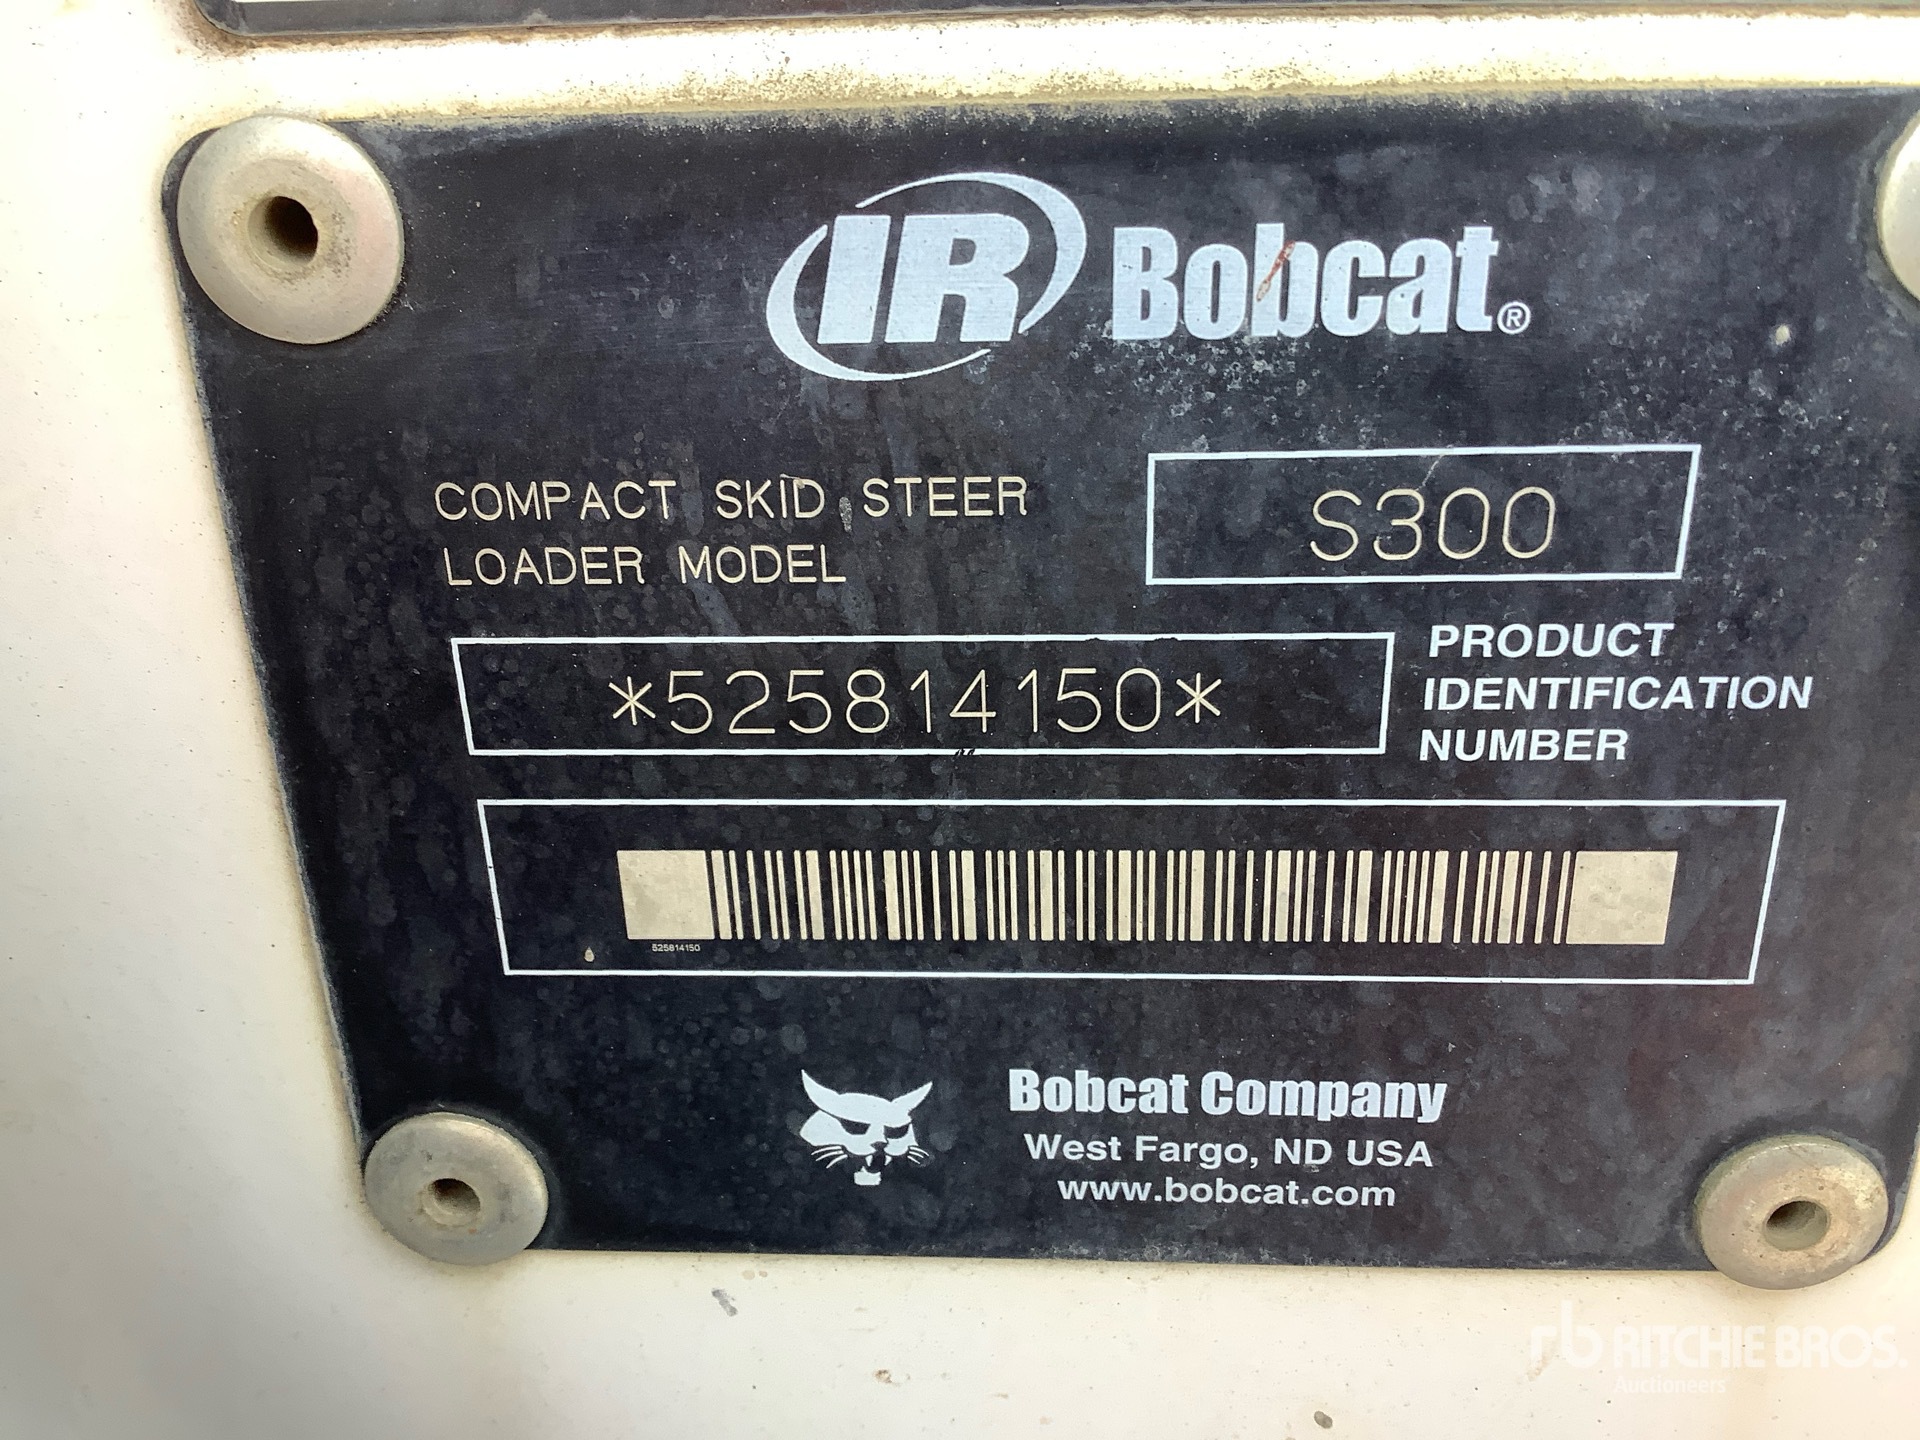 IR Bobcat®
COMPACT SKID STEER
LOADER MODEL
S300
*525814150*
PRODUCT
IDENTIFICATION
NUMBER
525814150
Bobcat Company
West Fargo, ND USA
www.bobcat.com
rb RITCHIE BROS.
Auctioneers